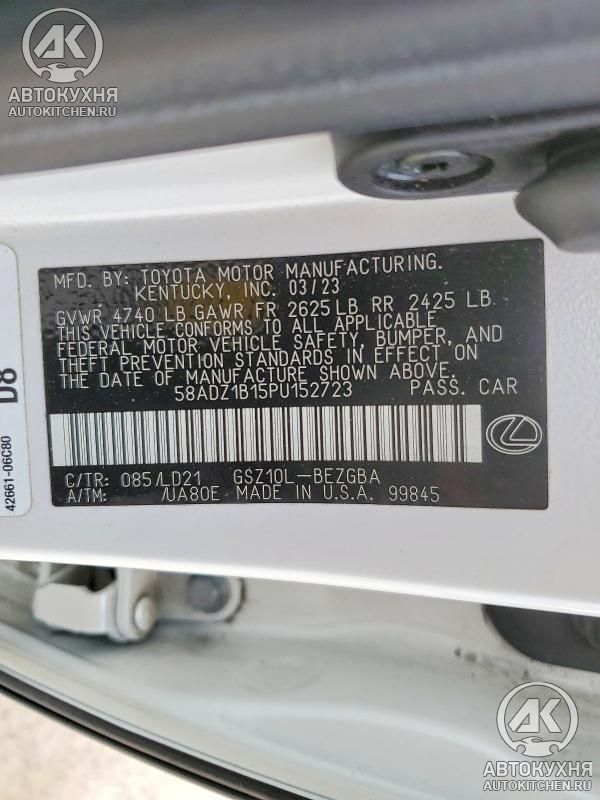 AK
АВТОКУХНЯ
AUTOKITCHEN.RU
MFD. BY: TOYOTA MOTOR MANUFACTURING.
KENTUCKY, INC. 03/23
GVWR 4740 LB GAWR FR 2625 LB RR 2425 LB
THIS VEHICLE CONFORMS TO ALL APPLICABLE
FEDERAL MOTOR VEHICLE SAFETY, BUMPER, AND
THEFT PREVENTION STANDARDS IN EFFECT ON
THE DATE OF MANUFACTURE SHOWN ABOVE.
58ADZ1B15PU152723 PASS. CAR
C/TR: 085/LD21 GSZ10L-BEZGBA
A/TM: /UA80E MADE IN U.S.A. 99845
42661-06C80
D8
AK
АВТОКУХНЯ
AUTOKITCHEN.RU